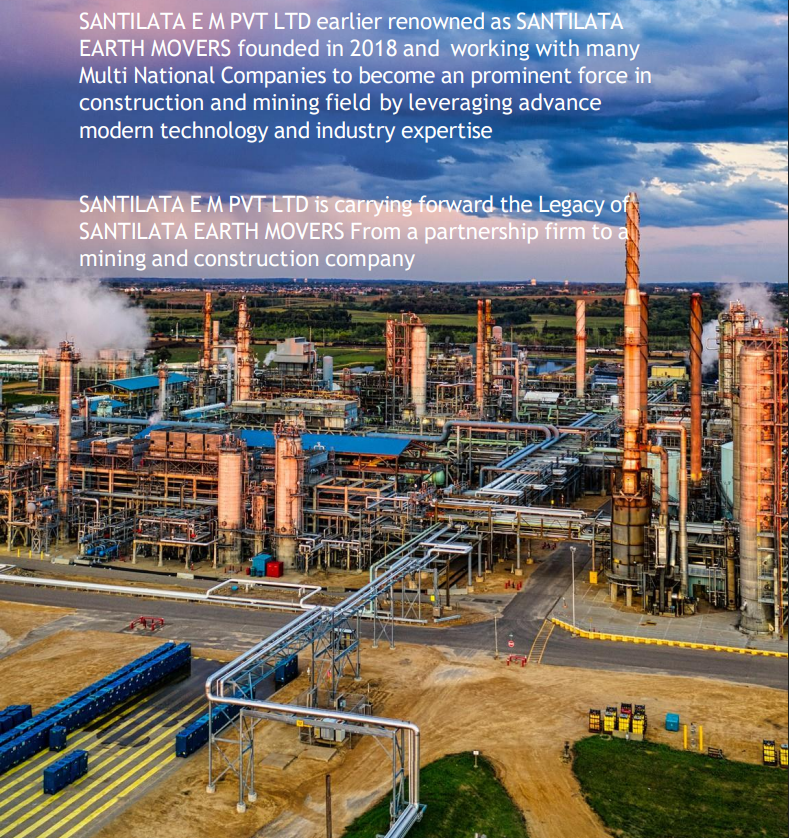 SANTILATA E M PVT LTD earlier renowned as SANTILATA
EARTH MOVERS founded in 2018 and working with many
Multi National Companies to become an prominent force in
construction and mining field by leveraging advance
modern technology and industry expertise
SANTILATA E M PVT LTD is carrying forward the Legacy of
SANTILATA EARTH MOVERS From a partnership firm to a
mining and construction company